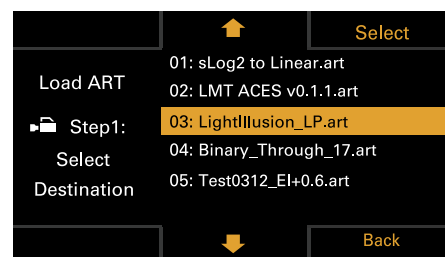 Select
Load ART
Step1:
Select
Destination
01: sLog2 to Linear.art
02: LMT ACES v0.1.1.art
03: LightIllusion_LP.art
04: Binary_Through_17.art
05: Test0312_EI+0.6.art
Back